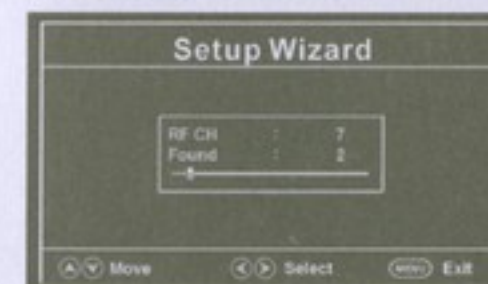 Setup Wizard
RF CH : 7
Found : 2
Move Select MENU Exit